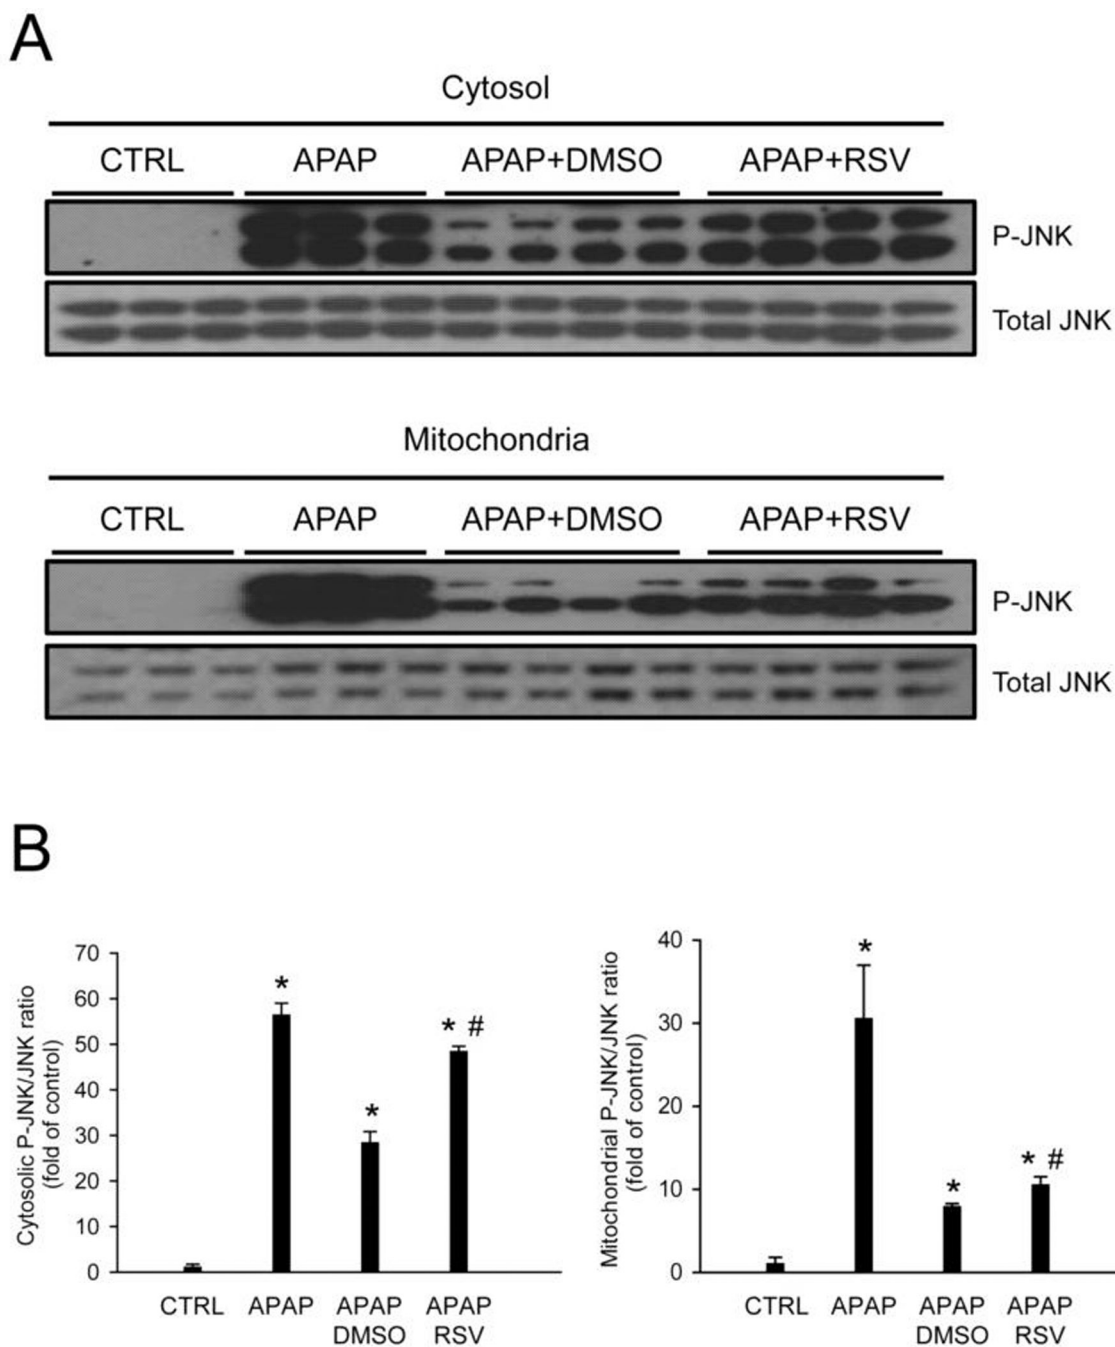 A
Cytosol
CTRL APAP APAP+DMSO APAP+RSV
P-JNK
Total JNK
Mitochondria
CTRL APAP APAP+DMSO APAP+RSV
P-JNK
Total JNK
B
Cytosolic P-JNK/JNK ratio
(fold of control)
70
60
50
40
30
20
10
0
*
*
* #
CTRL APAP APAP APAP
DMSO RSV
Mitochondrial P-JNK/JNK ratio
(fold of control)
40
30
20
10
0
*
*
* #
CTRL APAP APAP APAP
DMSO RSV